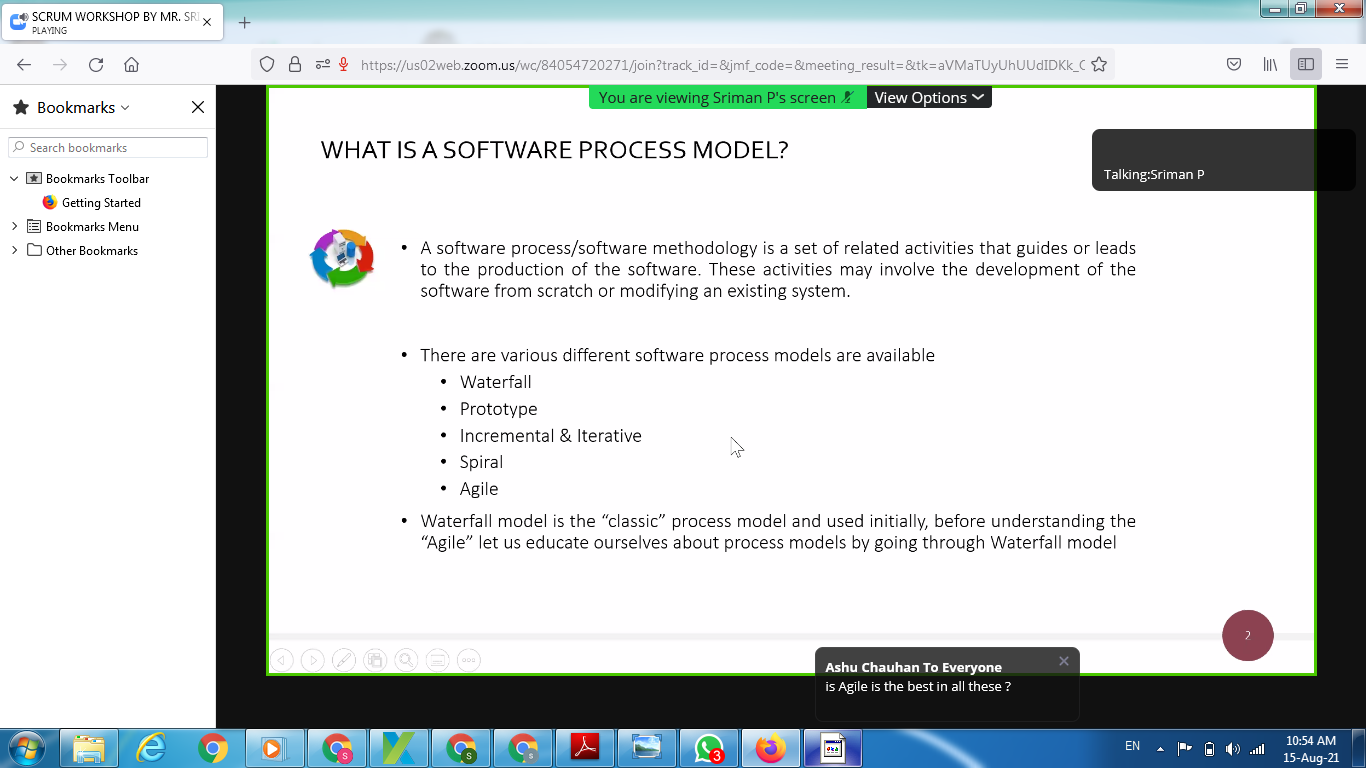 SCRUM WORKSHOP BY MR. SRI
PLAYING
https://us02web.zoom.us/wc/84054720271/join?track_id=&jmf_code=&meeting_result=&tk=aVMaTUyUhUUdIDKk_C
Bookmarks
Search bookmarks
Bookmarks Toolbar
Getting Started
Bookmarks Menu
Other Bookmarks
You are viewing Sriman P's screen
View Options
Talking:Sriman P
WHAT IS A SOFTWARE PROCESS MODEL?
• A software process/software methodology is a set of related activities that guides or leads
to the production of the software. These activities may involve the development of the
software from scratch or modifying an existing system.
• There are various different software process models are available
• Waterfall
• Prototype
• Incremental & Iterative
• Spiral
• Agile
• Waterfall model is the “classic” process model and used initially, before understanding the
“Agile” let us educate ourselves about process models by going through Waterfall model
2
Ashu Chauhan To Everyone
is Agile is the best in all these ?
S
S
S
3
EN
10:54 AM
15-Aug-21